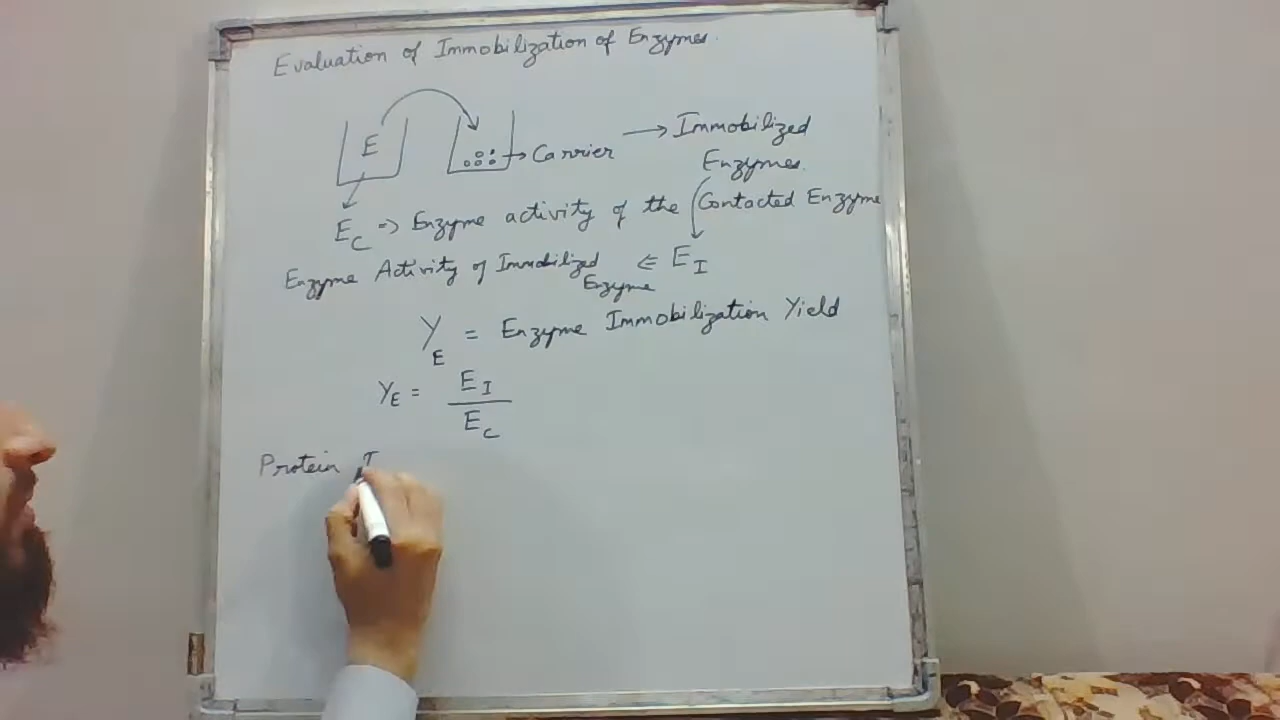 Evaluation of Immobilization of Enzymes.
E
→ Carrier → Immobilized
Enzymes.
E_C => Enzyme activity of the Contacted Enzyme
Enzyme Activity of Immobilized Enzyme ⇐ E_I
Y_E = Enzyme Immobilization Yield
Y_E = E_I / E_C
Protein I